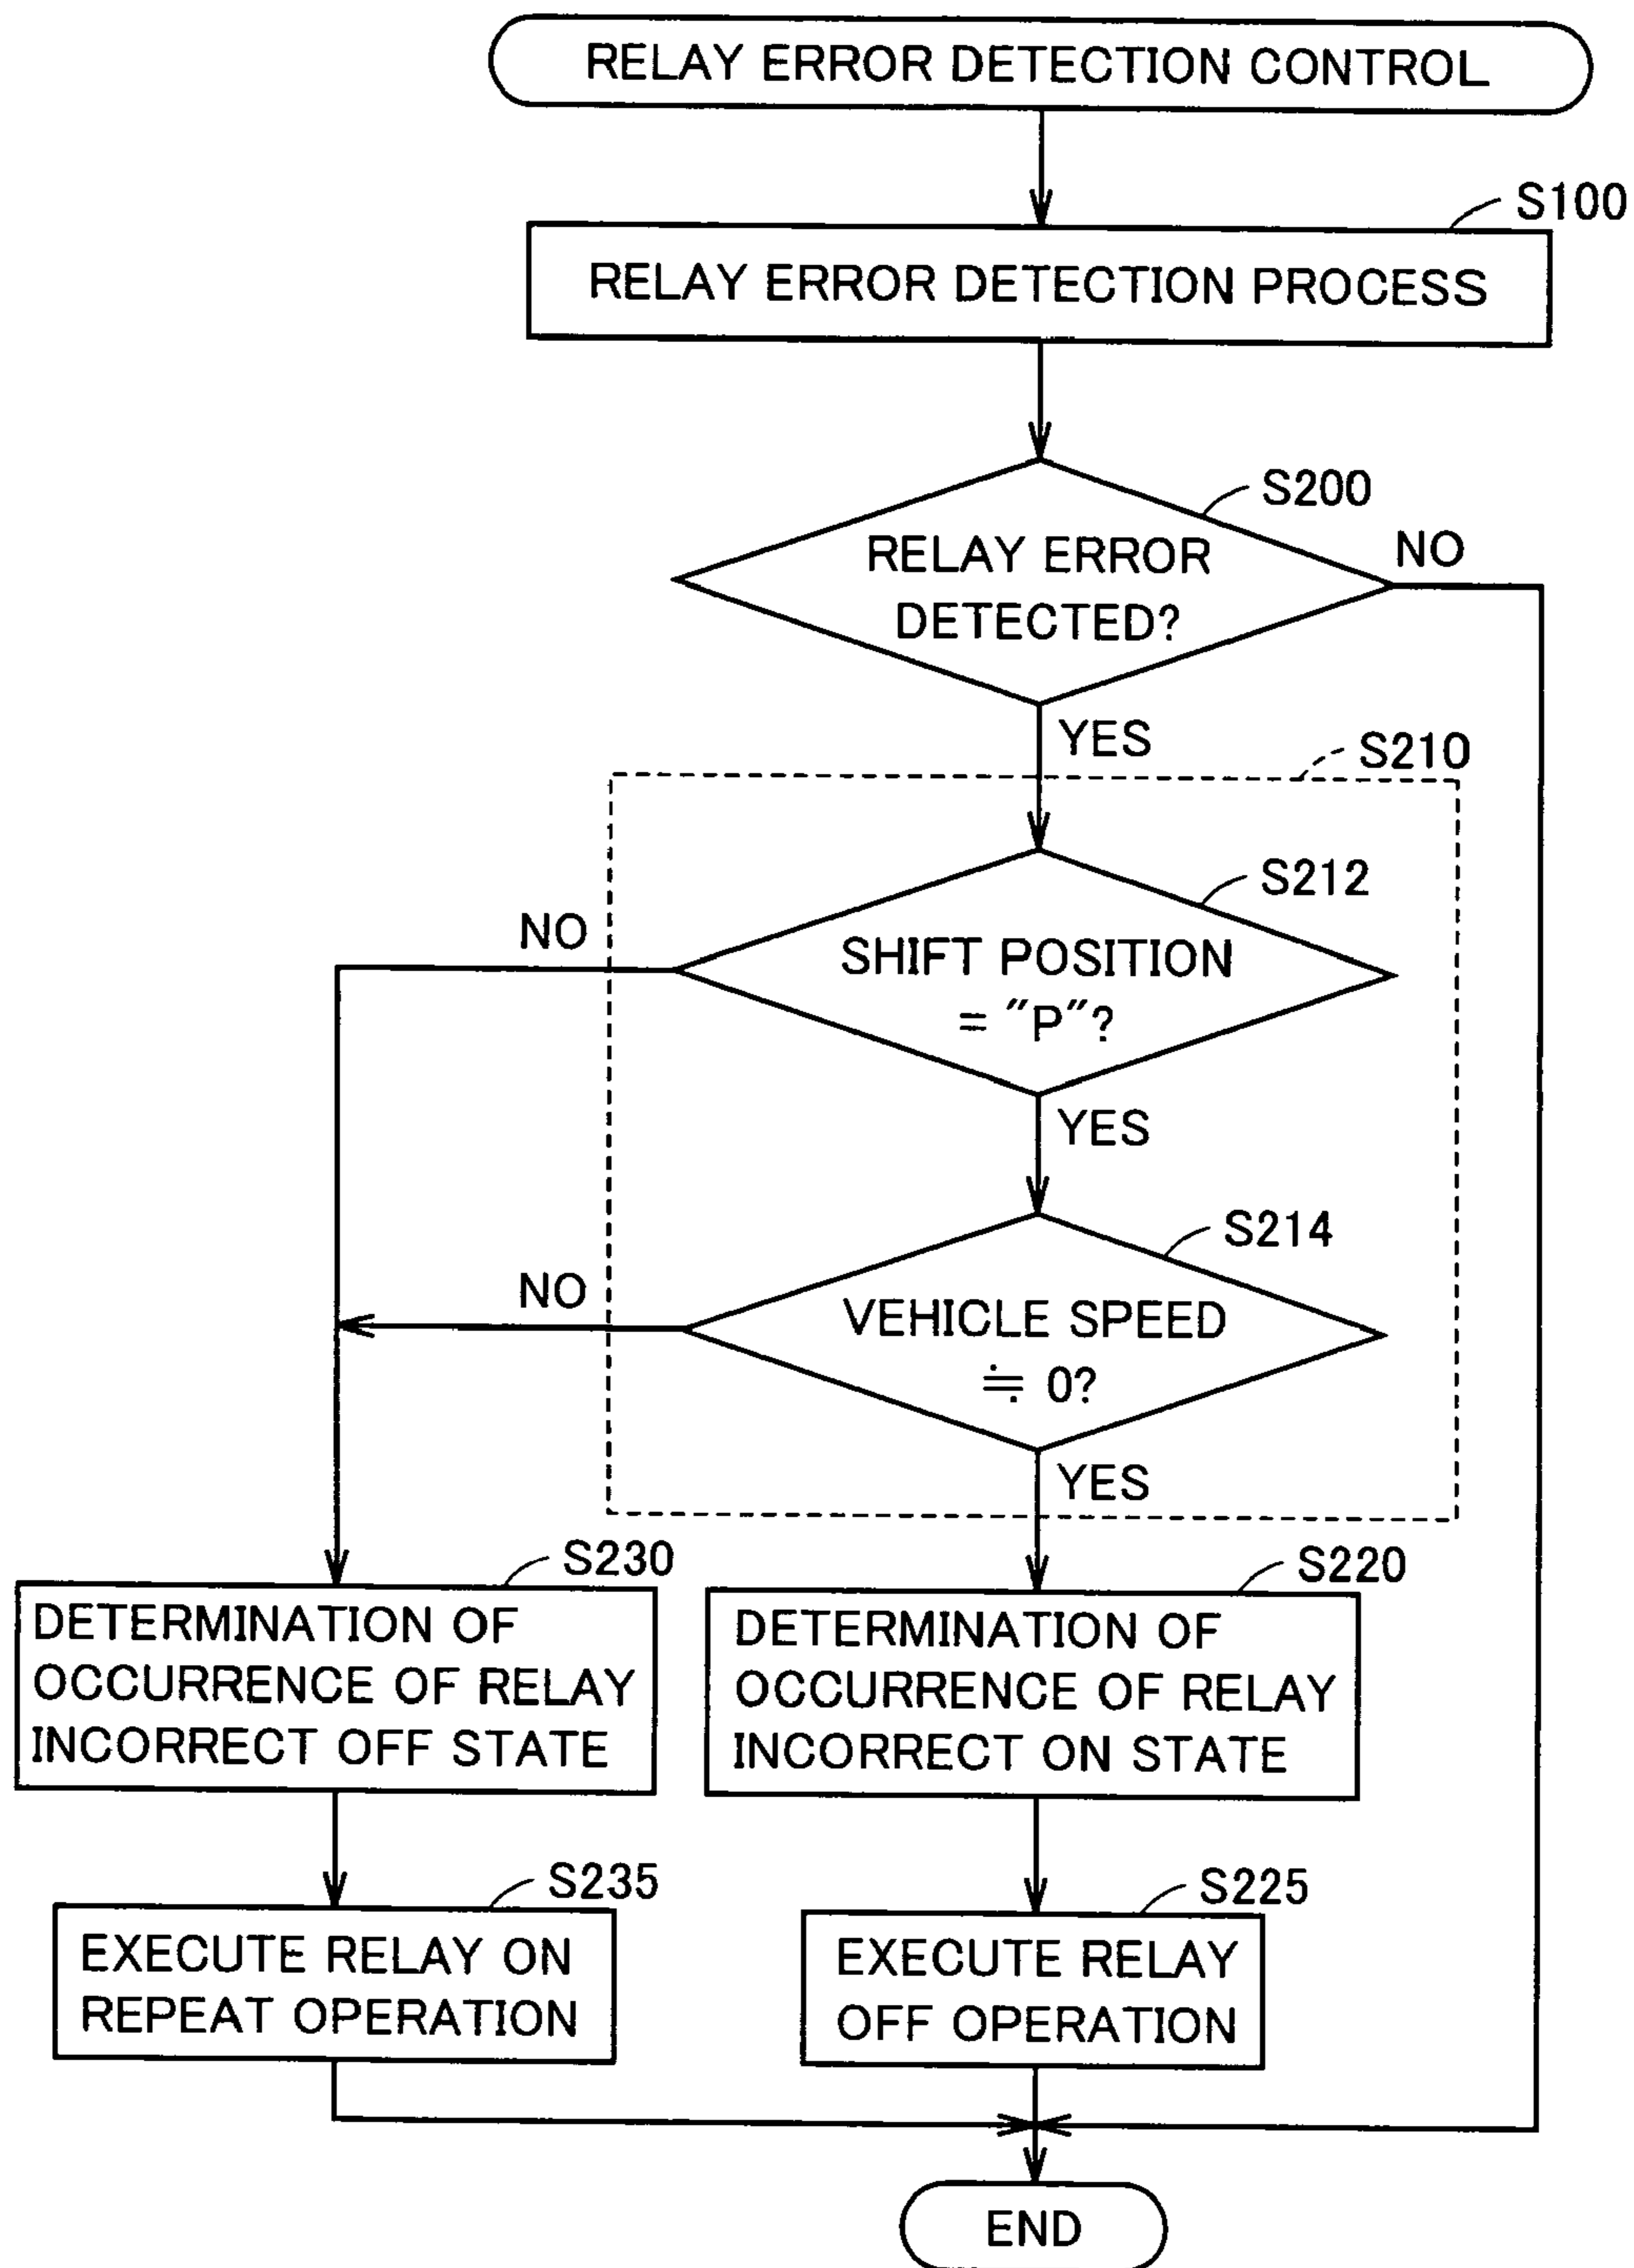 RELAY ERROR DETECTION CONTROL
S100
RELAY ERROR DETECTION PROCESS
S200
RELAY ERROR
DETECTED?
NO
YES
S210
S212
NO
SHIFT POSITION
= "P"?
YES
S214
NO
VEHICLE SPEED
≒ 0?
YES
S230
DETERMINATION OF
OCCURRENCE OF RELAY
INCORRECT OFF STATE
S220
DETERMINATION OF
OCCURRENCE OF RELAY
INCORRECT ON STATE
S235
EXECUTE RELAY ON
REPEAT OPERATION
S225
EXECUTE RELAY
OFF OPERATION
END